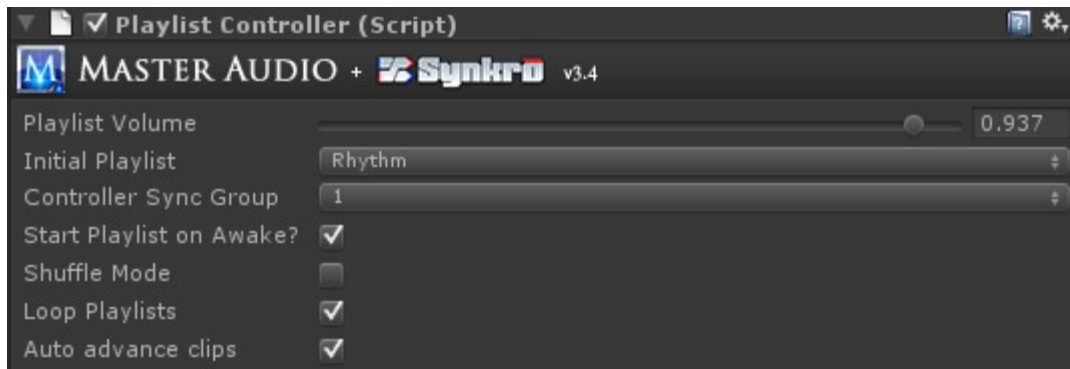 Playlist Controller (Script)
MASTER AUDIO + Synkro v3.4
Playlist Volume 0.937
Initial Playlist Rhythm
Controller Sync Group 1
Start Playlist on Awake?
Shuffle Mode
Loop Playlists
Auto advance clips